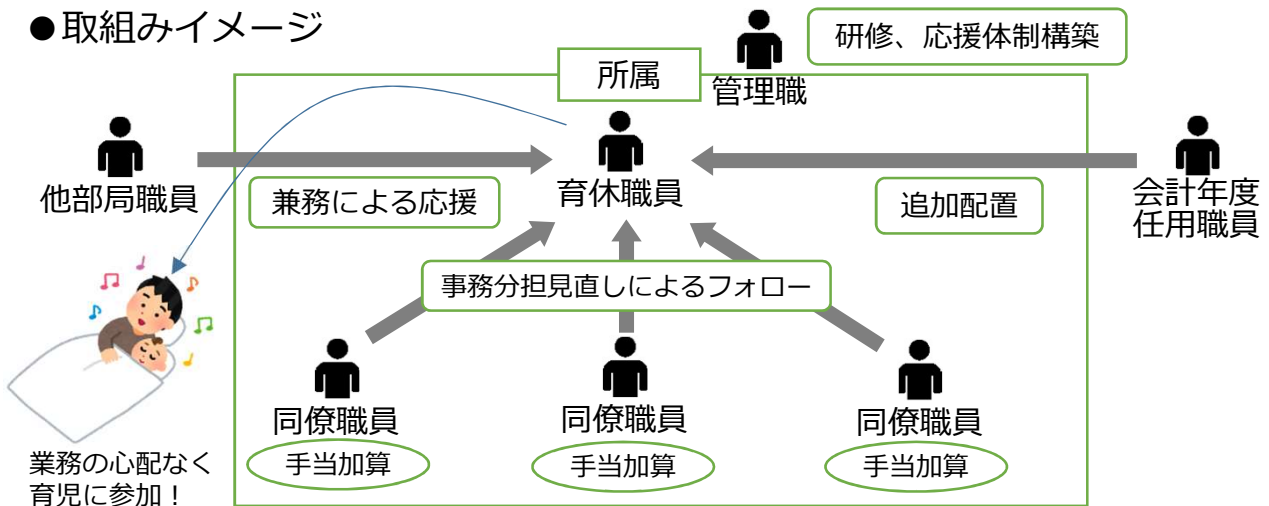 ●取組みイメージ
研修、応援体制構築
所属
管理職
他部局職員
兼務による応援
育休職員
追加配置
会計年度
任用職員
事務分担見直しによるフォロー
同僚職員
同僚職員
同僚職員
手当加算
手当加算
手当加算
業務の心配なく
育児に参加！